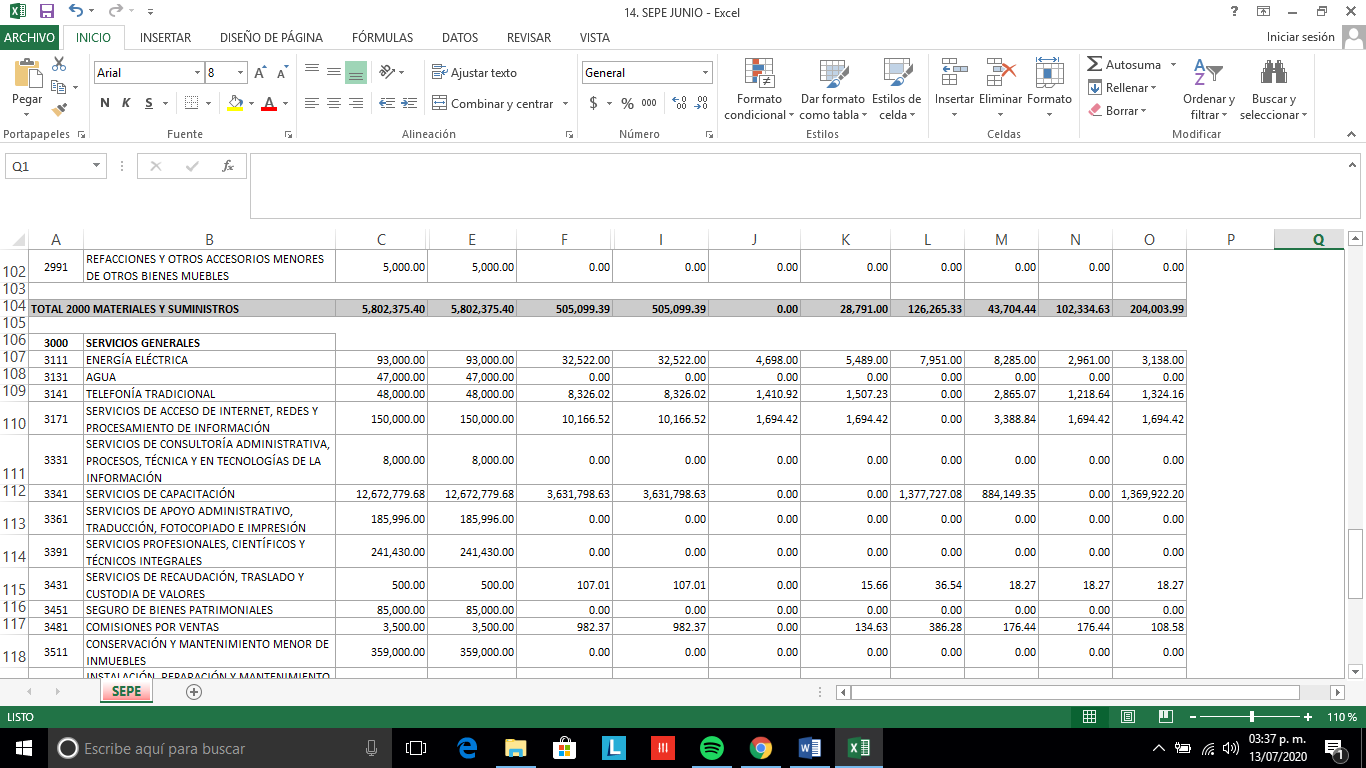 14. SEPE JUNIO - Excel
ARCHIVO INICIO INSERTAR DISEÑO DE PÁGINA FÓRMULAS DATOS REVISAR VISTA Iniciar sesión
Pegar
Arial 8
N K S
Ajustar texto
Combinar y centrar
General
$ % 000
Formato condicional
Dar formato como tabla
Estilos de celda
Insertar Eliminar Formato
Autosuma
Rellenar
Borrar
Ordenar y filtrar
Buscar y seleccionar
Portapapeles Fuente Alineación Número Estilos Celdas Modificar
Q1 fx
A B C E F I J K L M N O P Q
102 2991 REFACCIONES Y OTROS ACCESORIOS MENORES DE OTROS BIENES MUEBLES 5,000.00 5,000.00 0.00 0.00 0.00 0.00 0.00 0.00 0.00 0.00
103
104 TOTAL 2000 MATERIALES Y SUMINISTROS 5,802,375.40 5,802,375.40 505,099.39 505,099.39 0.00 28,791.00 126,265.33 43,704.44 102,334.63 204,003.99
105
106 3000 SERVICIOS GENERALES
107 3111 ENERGÍA ELÉCTRICA 93,000.00 93,000.00 32,522.00 32,522.00 4,698.00 5,489.00 7,951.00 8,285.00 2,961.00 3,138.00
108 3131 AGUA 47,000.00 47,000.00 0.00 0.00 0.00 0.00 0.00 0.00 0.00 0.00
109 3141 TELEFONÍA TRADICIONAL 48,000.00 48,000.00 8,326.02 8,326.02 1,410.92 1,507.23 0.00 2,865.07 1,218.64 1,324.16
110 3171 SERVICIOS DE ACCESO DE INTERNET, REDES Y PROCESAMIENTO DE INFORMACIÓN 150,000.00 150,000.00 10,166.52 10,166.52 1,694.42 1,694.42 0.00 3,388.84 1,694.42 1,694.42
111 3331 SERVICIOS DE CONSULTORÍA ADMINISTRATIVA, PROCESOS, TÉCNICA Y EN TECNOLOGÍAS DE LA INFORMACIÓN 8,000.00 8,000.00 0.00 0.00 0.00 0.00 0.00 0.00 0.00 0.00
112 3341 SERVICIOS DE CAPACITACIÓN 12,672,779.68 12,672,779.68 3,631,798.63 3,631,798.63 0.00 0.00 1,377,727.08 884,149.35 0.00 1,369,922.20
113 3361 SERVICIOS DE APOYO ADMINISTRATIVO, TRADUCCIÓN, FOTOCOPIADO E IMPRESIÓN 185,996.00 185,996.00 0.00 0.00 0.00 0.00 0.00 0.00 0.00 0.00
114 3391 SERVICIOS PROFESIONALES, CIENTÍFICOS Y TÉCNICOS INTEGRALES 241,430.00 241,430.00 0.00 0.00 0.00 0.00 0.00 0.00 0.00 0.00
115 3431 SERVICIOS DE RECAUDACIÓN, TRASLADO Y CUSTODIA DE VALORES 500.00 500.00 107.01 107.01 0.00 15.66 36.54 18.27 18.27 18.27
116 3451 SEGURO DE BIENES PATRIMONIALES 85,000.00 85,000.00 0.00 0.00 0.00 0.00 0.00 0.00 0.00 0.00
117 3481 COMISIONES POR VENTAS 3,500.00 3,500.00 982.37 982.37 0.00 134.63 386.28 176.44 176.44 108.58
118 3511 CONSERVACIÓN Y MANTENIMIENTO MENOR DE INMUEBLES 359,000.00 359,000.00 0.00 0.00 0.00 0.00 0.00 0.00 0.00 0.00
INSTALACIÓN, REPARACIÓN Y MANTENIMIENTO
SEPE
LISTO 110 %
Escribe aquí para buscar
03:37 p. m.
13/07/2020
1